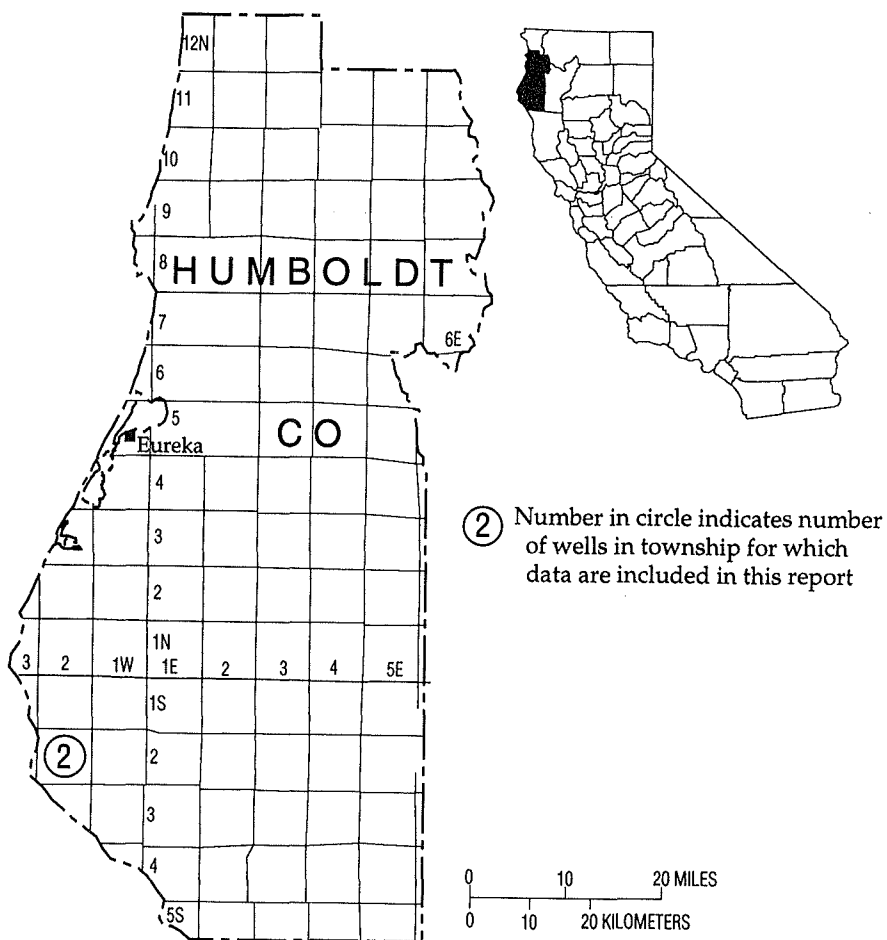 12N
11
10
9
8 HUMBOLDT
7
6E
6
5
CO
Eureka
4
3
2
1N
3 2 1W 1E 2 3 4 5E
1S
2
2
3
4
5S
2 Number in circle indicates number
of wells in township for which
data are included in this report
0 10 20 MILES
0 10 20 KILOMETERS